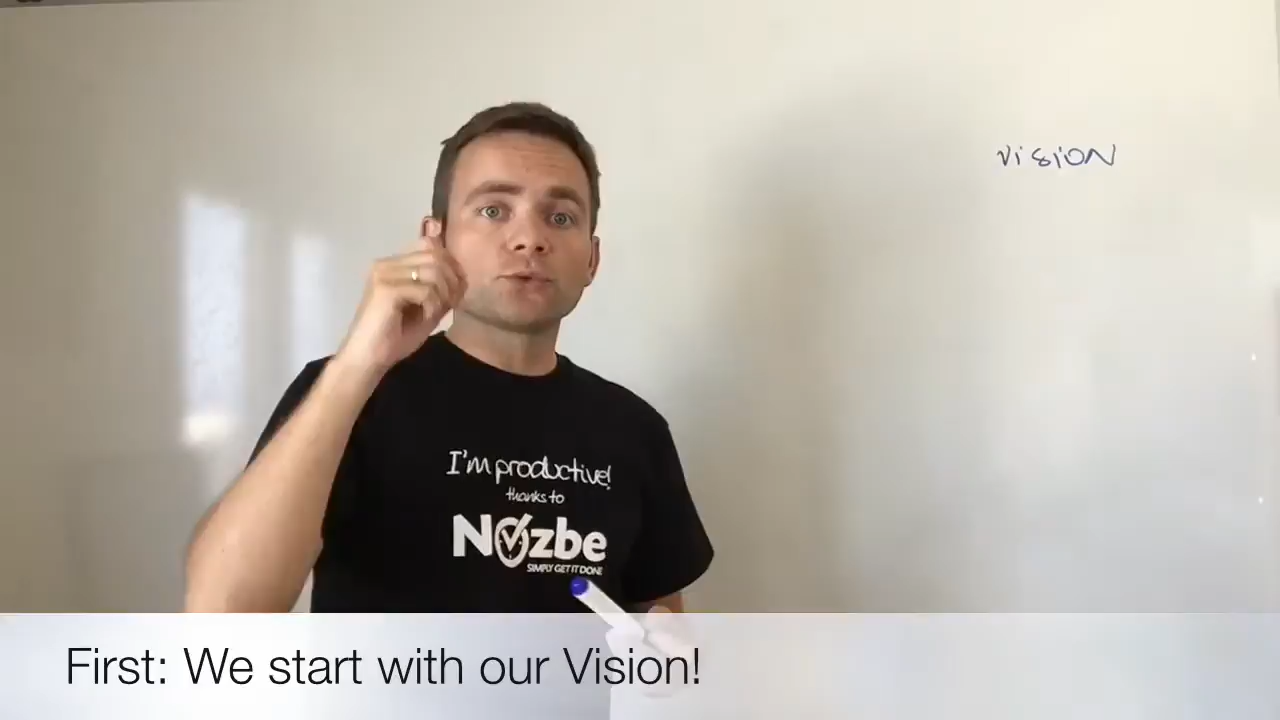 vision
I'm productive!
thanks to
Nozbe
SIMPLY GET IT DONE
First: We start with our Vision!